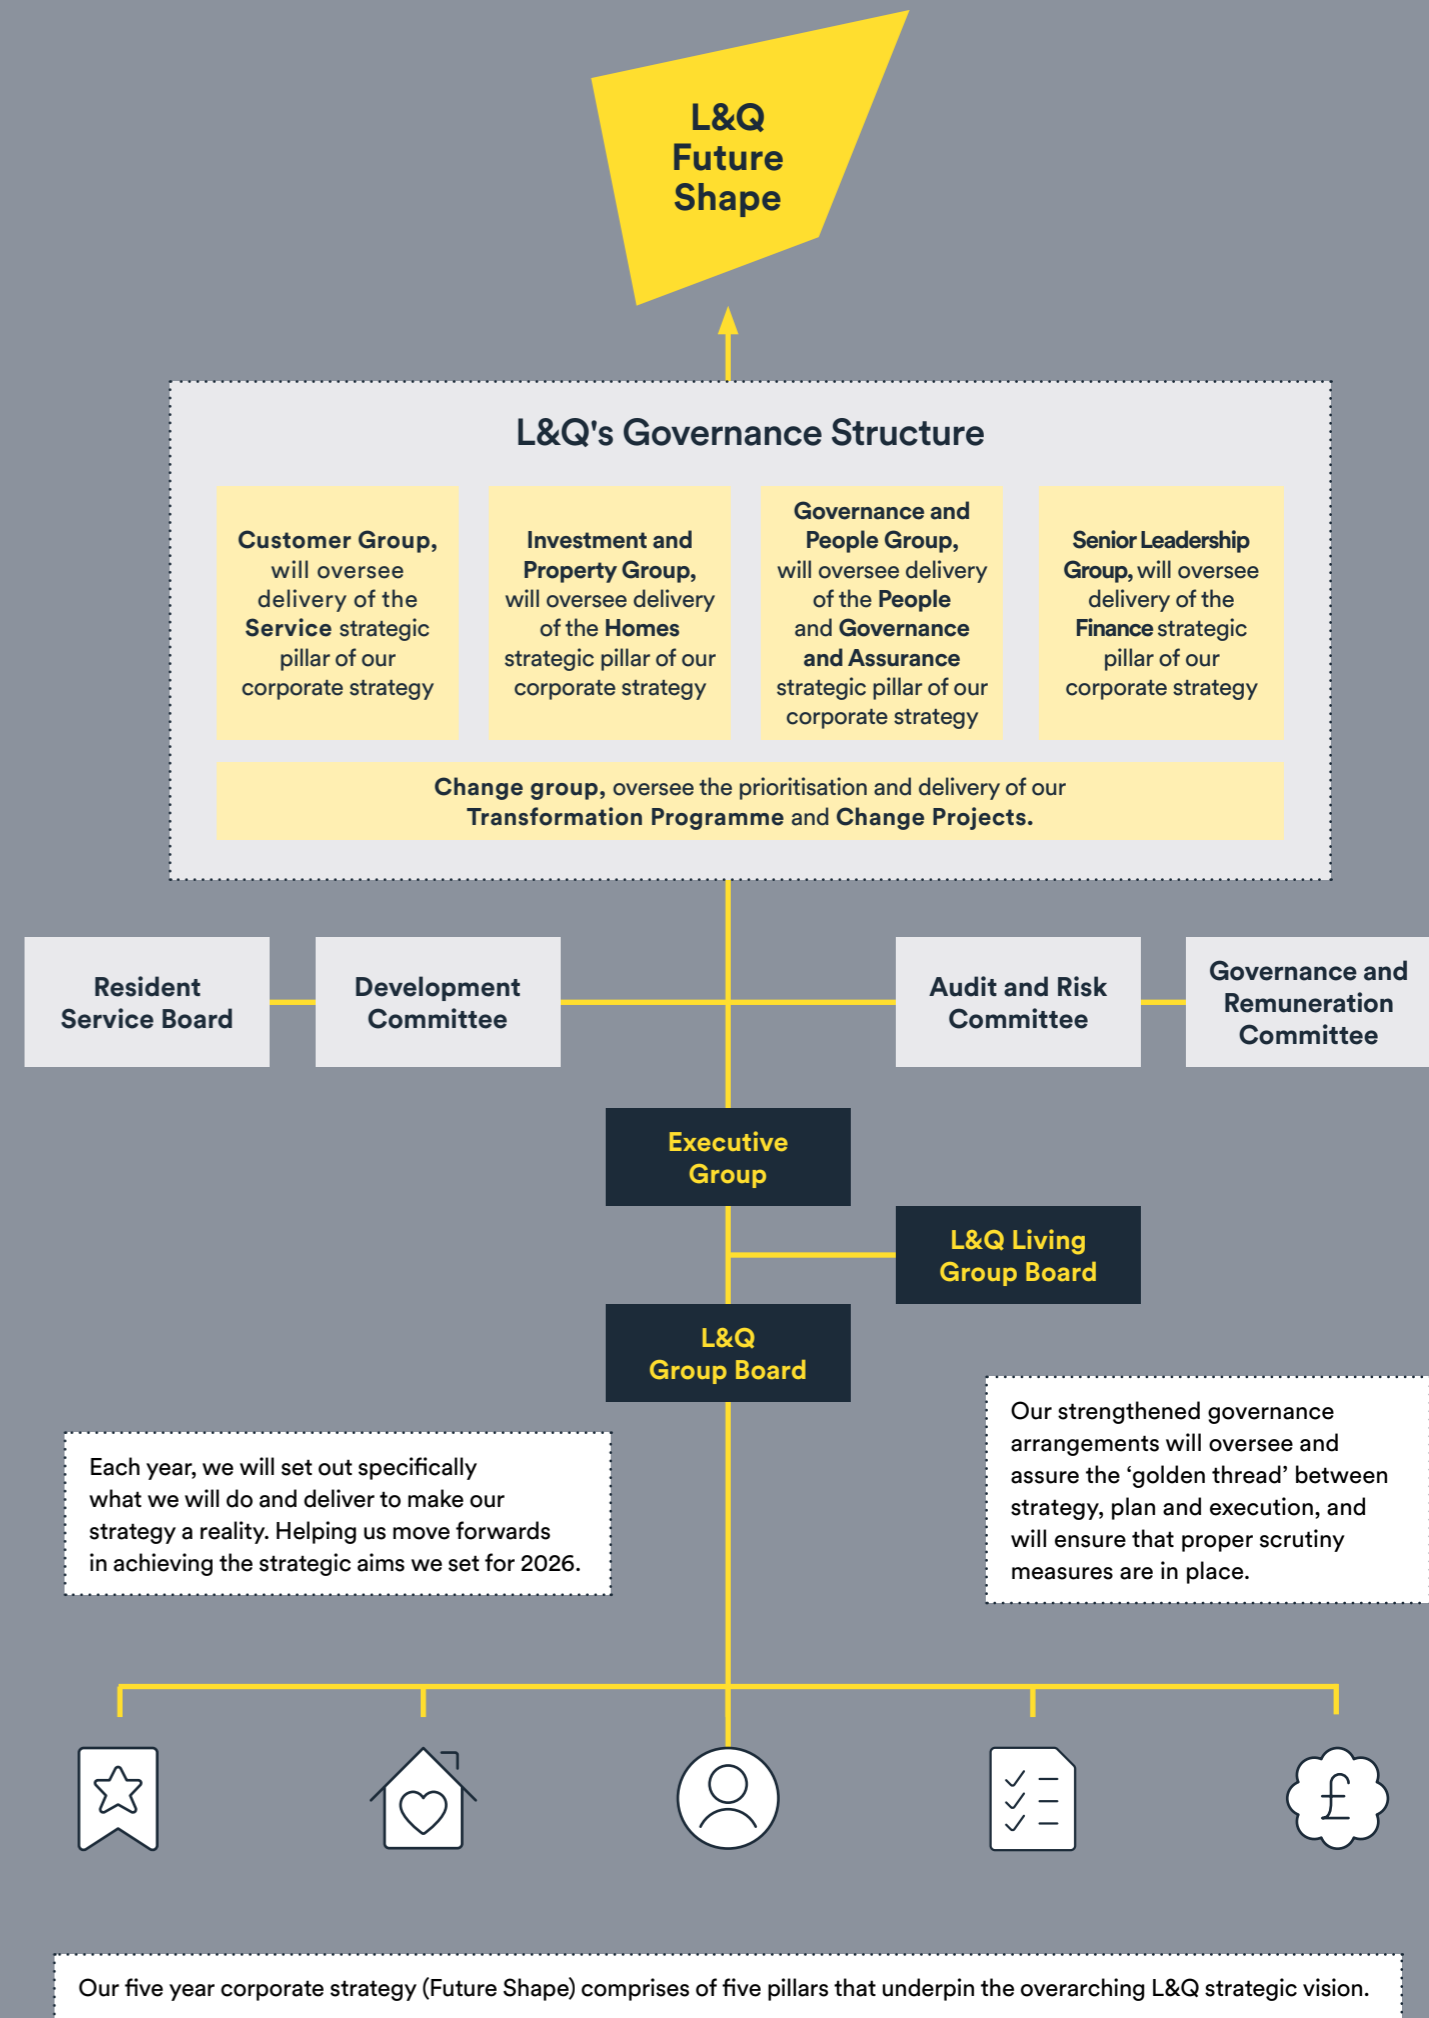 L&Q
Future
Shape
L&Q's Governance Structure
Customer Group,
will oversee
delivery of the
Service strategic
pillar of our
corporate strategy
Investment and
Property Group,
will oversee delivery
of the Homes
strategic pillar of our
corporate strategy
Governance and
People Group,
will oversee delivery
of the People
and Governance
and Assurance
strategic pillar of our
corporate strategy
Senior Leadership
Group, will oversee
delivery of the
Finance strategic
pillar of our
corporate strategy
Change group, oversee the prioritisation and delivery of our
Transformation Programme and Change Projects.
Resident
Service Board
Development
Committee
Audit and Risk
Committee
Governance and
Remuneration
Committee
Executive
Group
L&Q Living
Group Board
L&Q
Group Board
Our strengthened governance
arrangements will oversee and
assure the ‘golden thread’ between
strategy, plan and execution, and
will ensure that proper scrutiny
measures are in place.
Each year, we will set out specifically
what we will do and deliver to make our
strategy a reality. Helping us move forwards
in achieving the strategic aims we set for 2026.
£
Our five year corporate strategy (Future Shape) comprises of five pillars that underpin the overarching L&Q strategic vision.